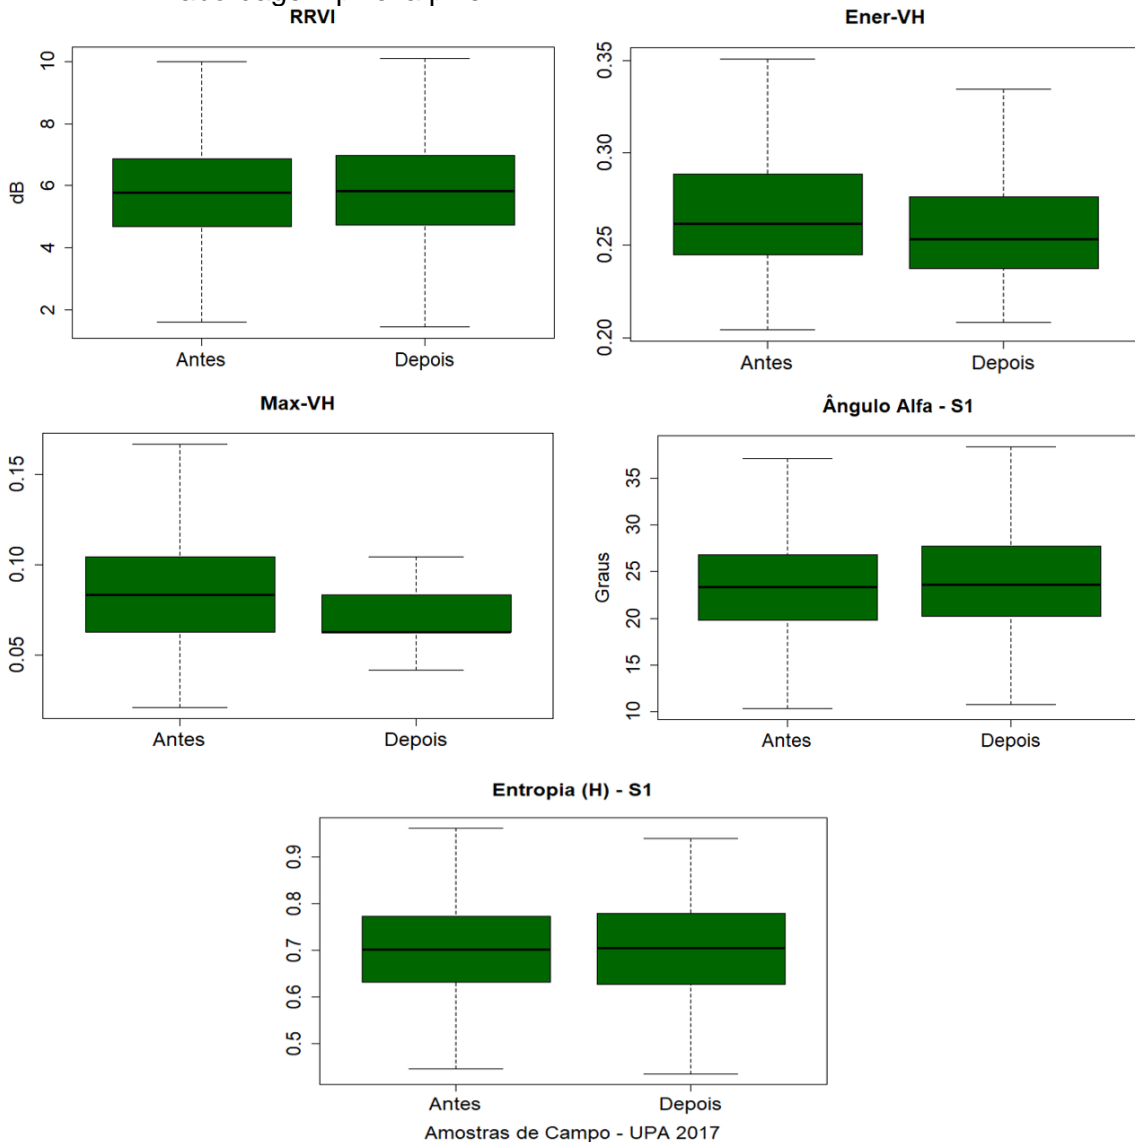 RRVI
Ener-VH
dB
2
4
6
8
10
Antes
Depois
0.20
0.25
0.30
0.35
Antes
Depois
Max-VH
Ângulo Alfa - S1
0.05
0.10
0.15
Antes
Depois
Graus
10
15
20
25
30
35
Antes
Depois
Entropia (H) - S1
0.5
0.6
0.7
0.8
0.9
Antes
Depois
Amostras de Campo - UPA 2017